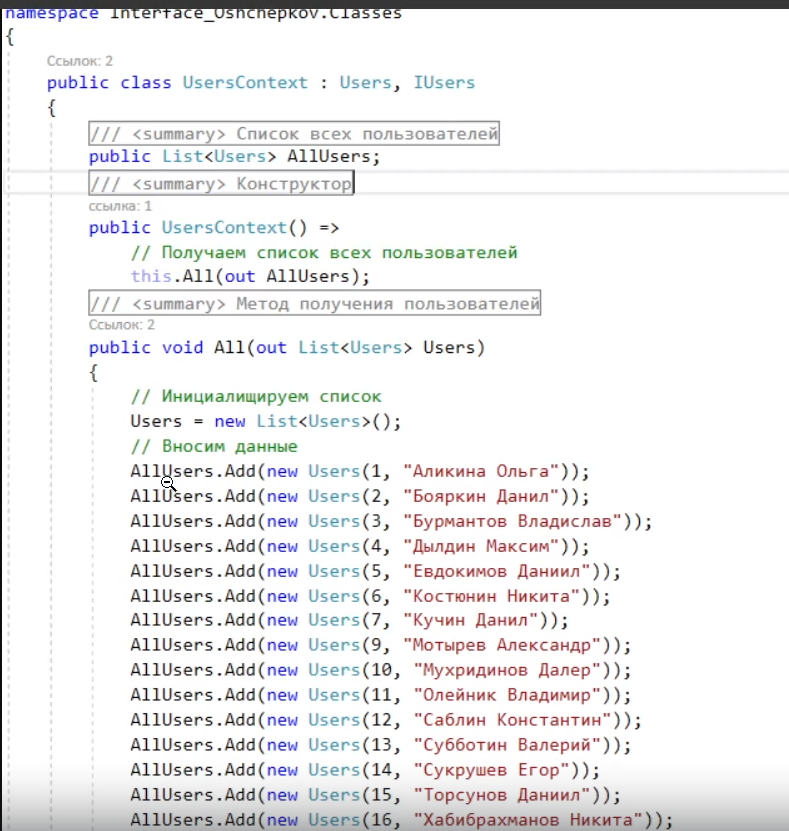 namespace Interface_Oshchepkov.Classes
{
Ссылок: 2
public class UsersContext : Users, IUsers
{
/// <summary> Список всех пользователей
public List<Users> AllUsers;
/// <summary> Конструктор
ссылка: 1
public UsersContext() =>
// Получаем список всех пользователей
this.All(out AllUsers);
/// <summary> Метод получения пользователей
Ссылок: 2
public void All(out List<Users> Users)
{
// Инициалищируем список
Users = new List<Users>();
// Вносим данные
AllUsers.Add(new Users(1, "Аликина Ольга"));
AllUsers.Add(new Users(2, "Бояркин Данил"));
AllUsers.Add(new Users(3, "Бурмантов Владислав"));
AllUsers.Add(new Users(4, "Дылдин Максим"));
AllUsers.Add(new Users(5, "Евдокимов Даниил"));
AllUsers.Add(new Users(6, "Костюнин Никита"));
AllUsers.Add(new Users(7, "Кучин Данил"));
AllUsers.Add(new Users(9, "Мотырев Александр"));
AllUsers.Add(new Users(10, "Мухридинов Далер"));
AllUsers.Add(new Users(11, "Олейник Владимир"));
AllUsers.Add(new Users(12, "Саблин Константин"));
AllUsers.Add(new Users(13, "Субботин Валерий"));
AllUsers.Add(new Users(14, "Сукрушев Егор"));
AllUsers.Add(new Users(15, "Торсунов Даниил"));
AllUsers.Add(new Users(16, "Хабибрахманов Никита"));